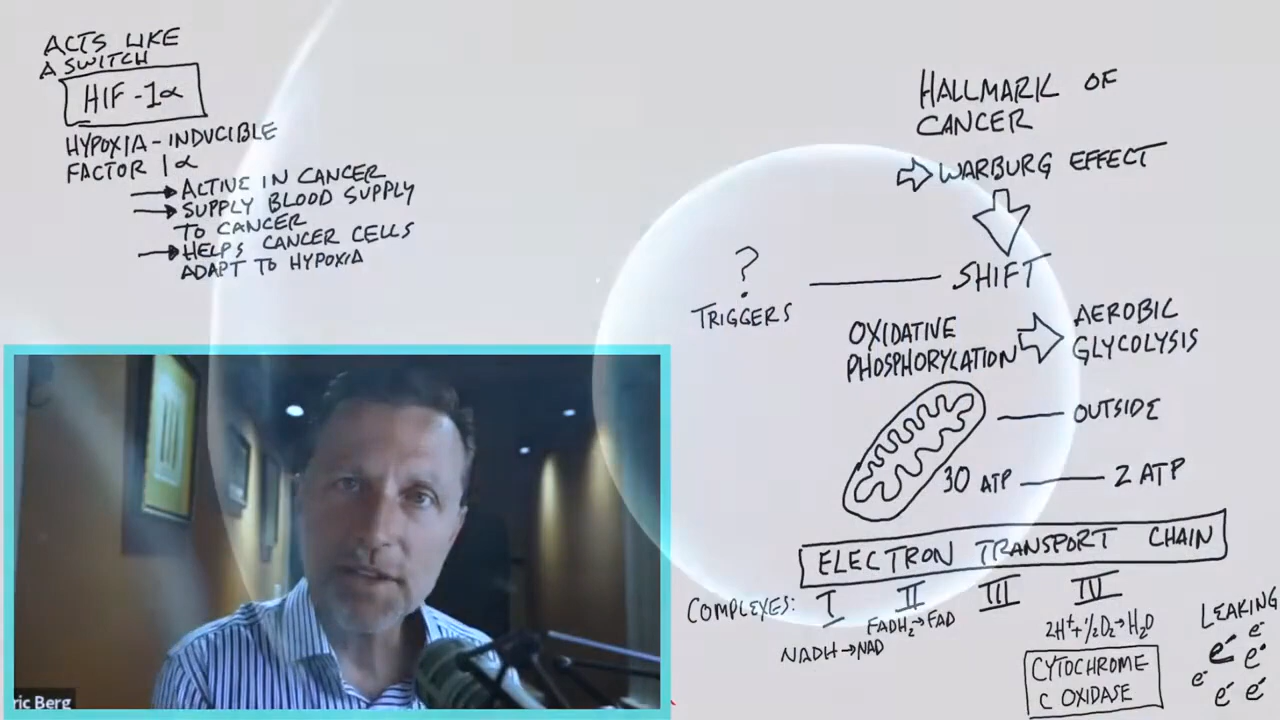 ACTS LIKE
A SWITCH
HIF-1α
HYPOXIA-INDUCIBLE
FACTOR 1α
ACTIVE IN CANCER
SUPPLY BLOOD SUPPLY
TO CANCER
HELPS CANCER CELLS
ADAPT TO HYPOXIA
HALLMARK OF
CANCER
WARBURG EFFECT
SHIFT
?
TRIGGERS
OXIDATIVE
PHOSPHORYLATION
AEROBIC
GLYCOLYSIS
OUTSIDE
30 ATP
2 ATP
ELECTRON TRANSPORT CHAIN
COMPLEXES: I II III IV
NADH→NAD
FADH₂→FAD
2H⁺+½O₂→H₂O
CYTOCHROME
C OXIDASE
LEAKING
e⁻
e⁻ e⁻
e⁻
e⁻ e⁻
ric Berg